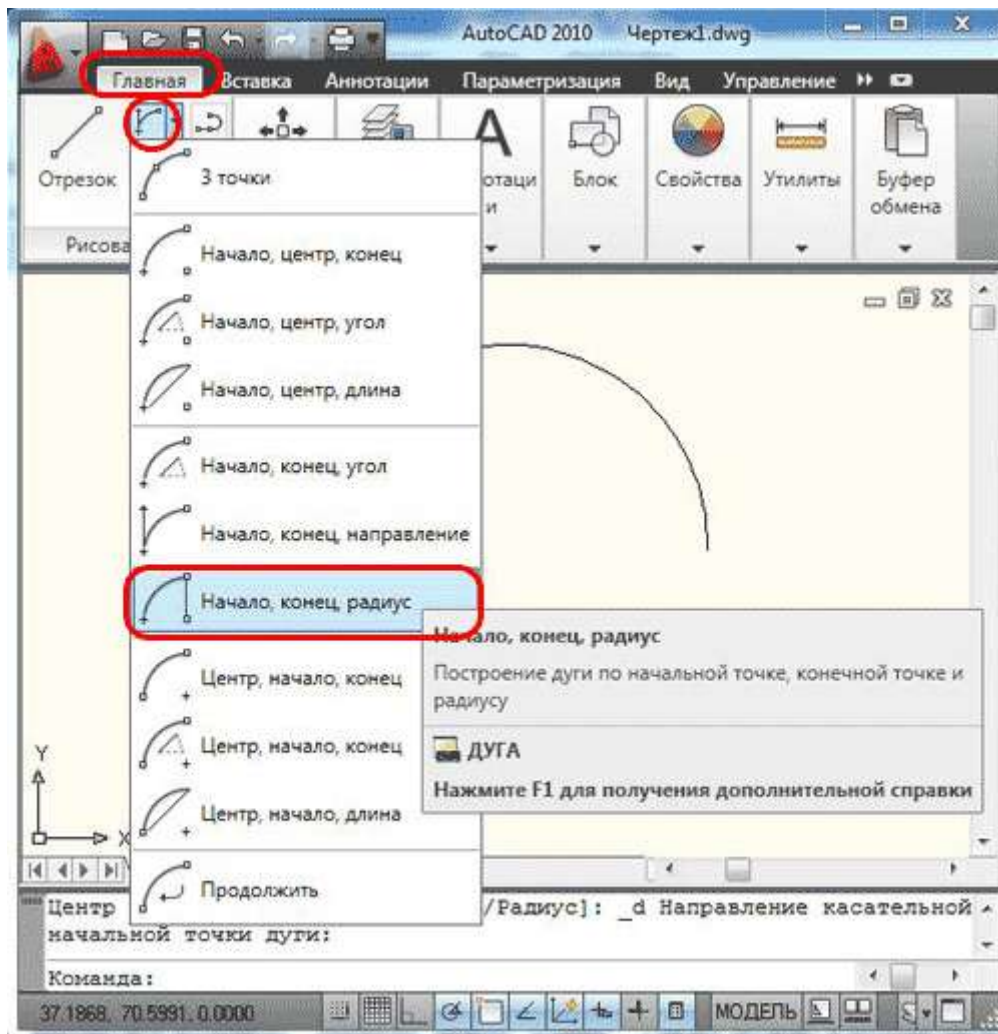 AutoCAD 2010 Чертеж1.dwg
Главная Вставка Аннотации Параметризация Вид Управление
Отрезок
отаци
и
Блок
Свойства
Утилиты
Буфер
обмена
Рисова
3 точки
Начало, центр, конец
Начало, центр, угол
Начало, центр, длина
Начало, конец, угол
Начало, конец, направление
Начало, конец, радиус
Начало, конец, радиус
Построение дуги по начальной точке, конечной точке и
радиусу
ДУГА
Нажмите F1 для получения дополнительной справки
Центр, начало, конец
Центр, начало, конец
Центр, начало, длина
Продолжить
Y
X
Центр /Радиус]: _d Направление касательной
начальной точки дуги:
Команда:
37.1868, 70.5991, 0.0000 МОДЕЛЬ